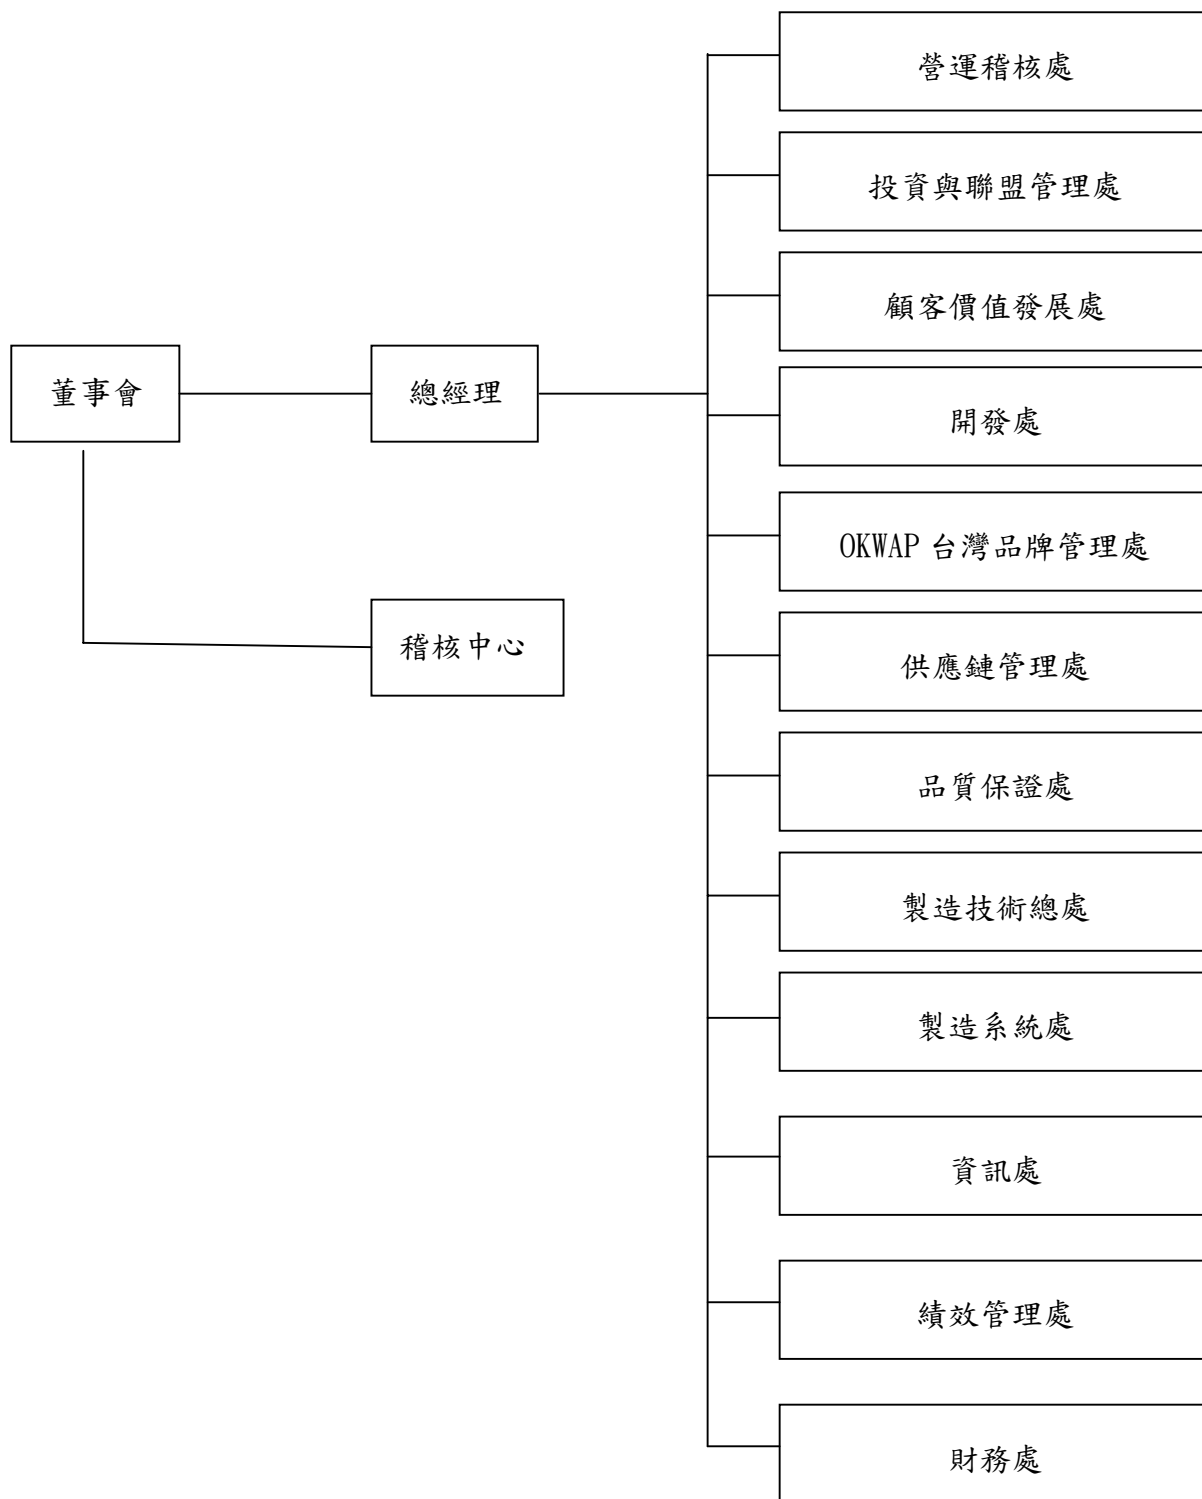 董事會
總經理
稽核中心
營運稽核處
投資與聯盟管理處
顧客價值發展處
開發處
OKWAP 台灣品牌管理處
供應鏈管理處
品質保證處
製造技術總處
製造系統處
資訊處
績效管理處
財務處